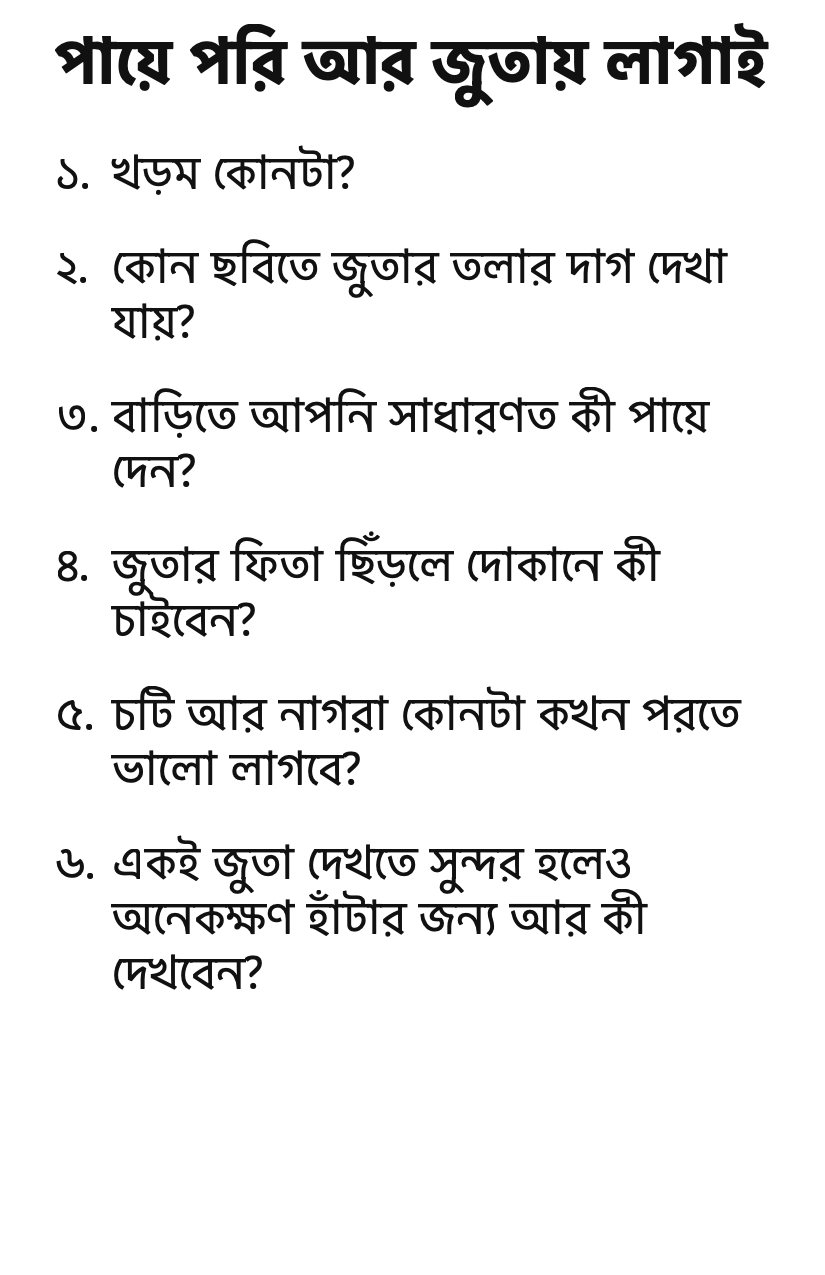 পায়ে পরি আর জুতায় লাগাই
১. খড়ম কোনটা?
২. কোন ছবিতে জুতার তলার দাগ দেখা
যায়?
৩. বাড়িতে আপনি সাধারণত কী পায়ে
দেন?
৪. জুতার ফিতা ছিঁড়লে দোকানে কী
চাইবেন?
৫. চটি আর নাগরা কোনটা কখন পরতে
ভালো লাগবে?
৬. একই জুতা দেখতে সুন্দর হলেও
অনেকক্ষণ হাঁটার জন্য আর কী
দেখবেন?